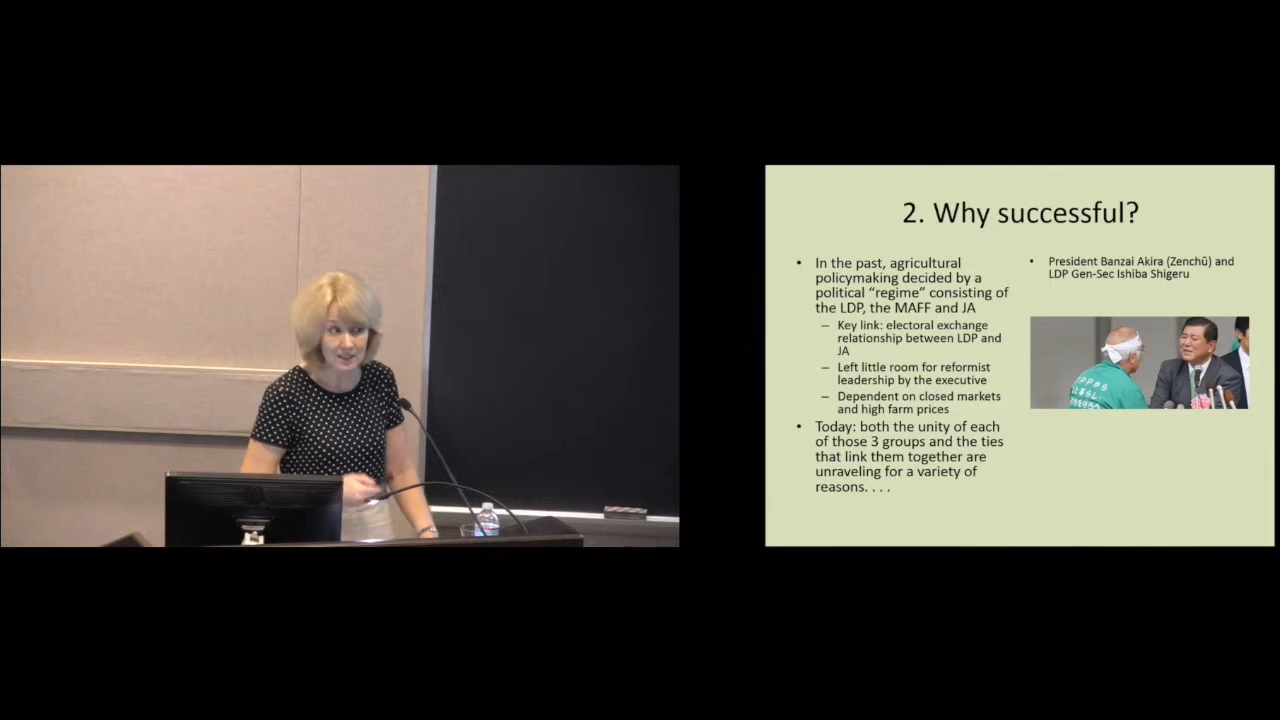 2. Why successful?
• In the past, agricultural
policymaking decided by a
political “regime” consisting of
the LDP, the MAFF and JA
– Key link: electoral exchange
relationship between LDP and
JA
– Left little room for reformist
leadership by the executive
– Dependent on closed markets
and high farm prices
• Today: both the unity of each
of those 3 groups and the ties
that link them together are
unraveling for a variety of
reasons. . . .
• President Banzai Akira (Zenchū) and
LDP Gen-Sec Ishiba Shigeru